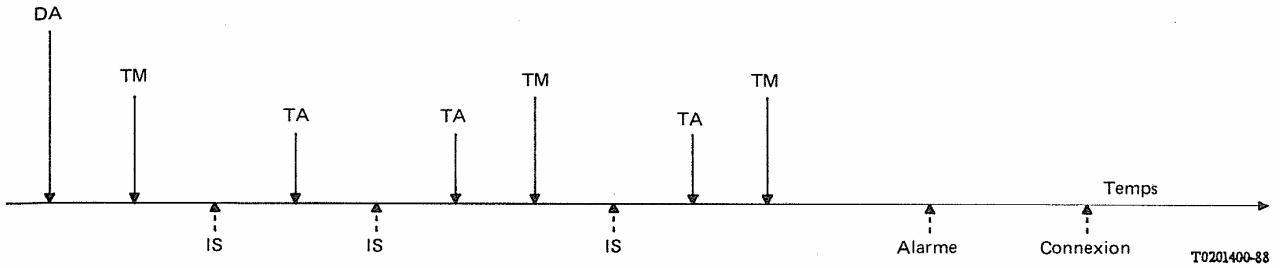 DA
TM
TA
TA
TM
TA
TM
Temps
IS
IS
IS
Alarme
Connexion
T0201400-88